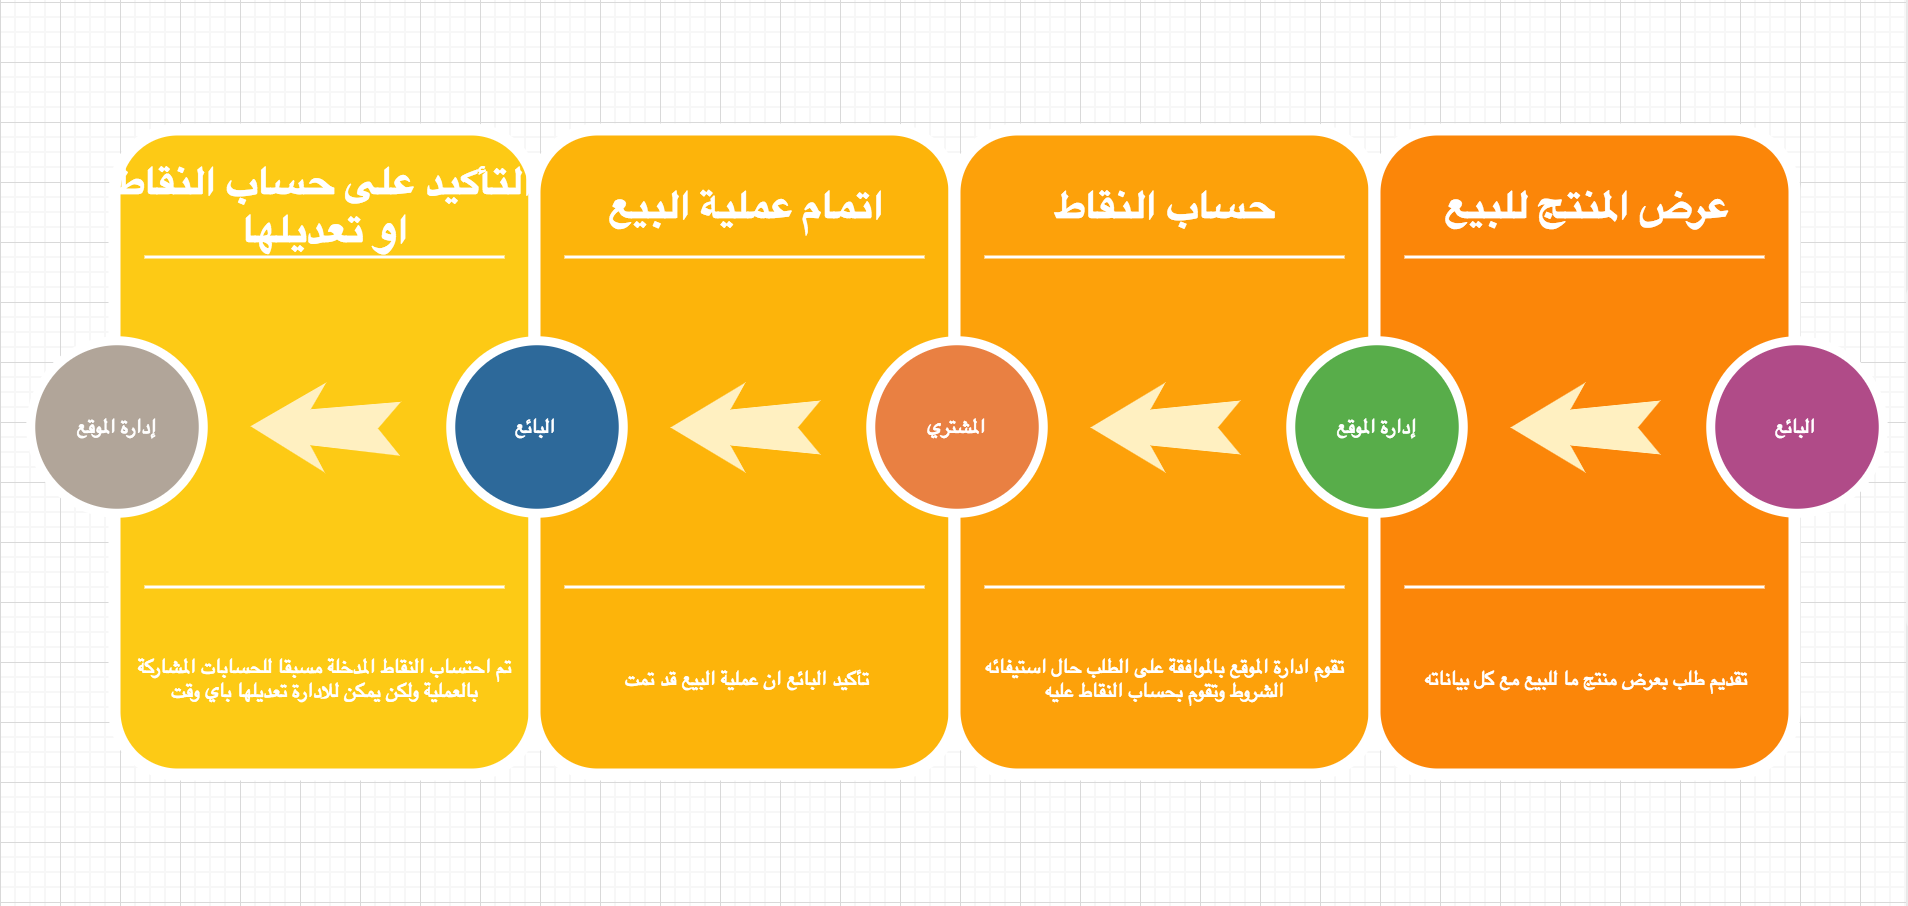 عرض المنتج للبيع
حساب النقاط
اتمام عملية البيع
التأكيد على حساب النقاط
او تعديلها
البائع
إدارة الموقع
المشتري
البائع
إدارة الموقع
تقديم طلب بعرض منتج ما للبيع مع كل بياناته
تقوم ادارة الموقع بالموافقة على الطلب حال استيفائه
الشروط وتقوم بحساب النقاط عليه
تأكيد البائع ان عملية البيع قد تمت
تم احتساب النقاط المدخلة مسبقا للحسابات المشاركة
بالعملية ولكن يمكن للادارة تعديلها باي وقت